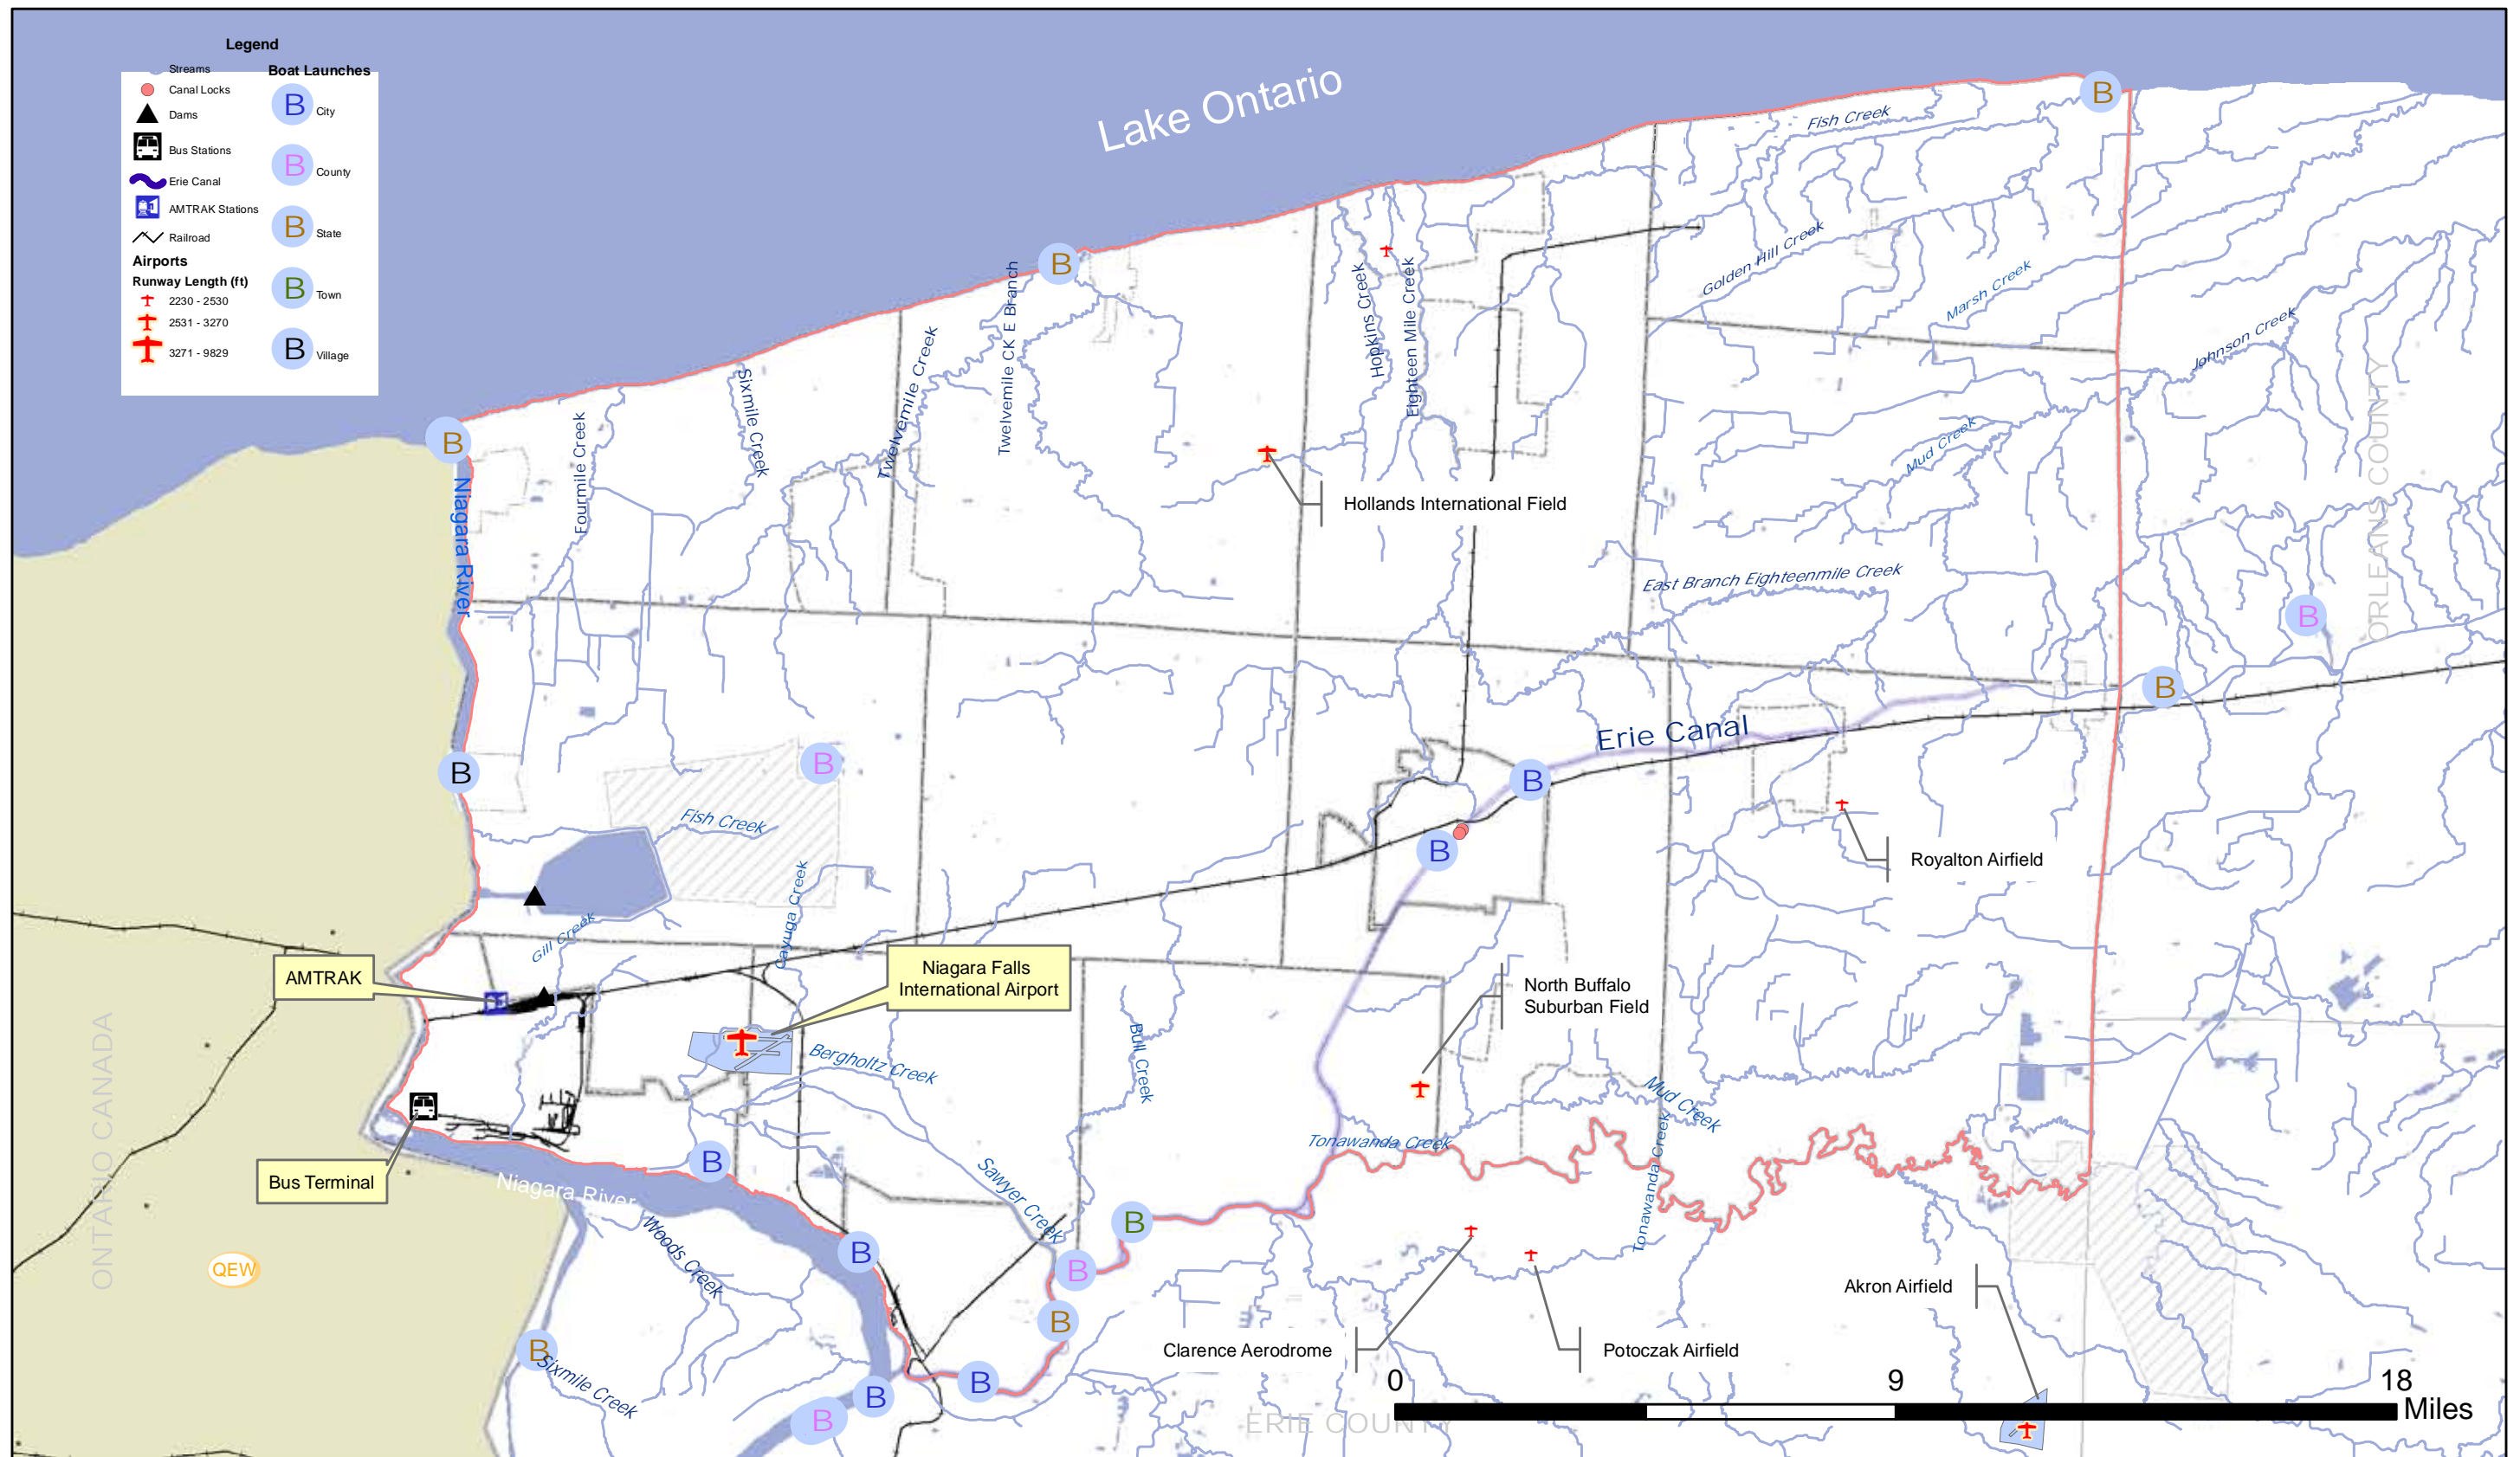 Legend
Streams
Canal Locks
Dams
Bus Stations
Erie Canal
AMTRAK Stations
Railroad
Airports
Runway Length (ft)
2230 - 2530
2531 - 3270
3271 - 9829
Boat Launches
B City
B County
B State
B Town
B Village
Lake Ontario
B
Fish Creek
B
B
Golden Hill Creek
Marsh Creek
Johnson Creek
Hopkins Creek
Eighteen Mile Creek
Twelvemile CK E Branch
Twelvemile Creek
Sixmile Creek
Fourmile Creek
B
Niagara River
Mud Creek
ORLEANS COUNTY
Hollands International Field
East Branch Eighteenmile Creek
B
B
Erie Canal
B
B
B
B
Fish Creek
Royalton Airfield
Cayuga Creek
Gill Creek
AMTRAK
Niagara Falls
International Airport
North Buffalo
Suburban Field
ONTARIO CANADA
Bergholtz Creek
Bull Creek
Mud Creek
Tonawanda Creek
Tonawanda Creek
Bus Terminal
B
Niagara River
Sawyer Creek
B
Woods Creek
B
B
QEW
B
B
Sixmile Creek
Akron Airfield
Clarence Aerodrome
Potoczak Airfield
B
B
B
0 9 18
Miles
ERIE COUNTY